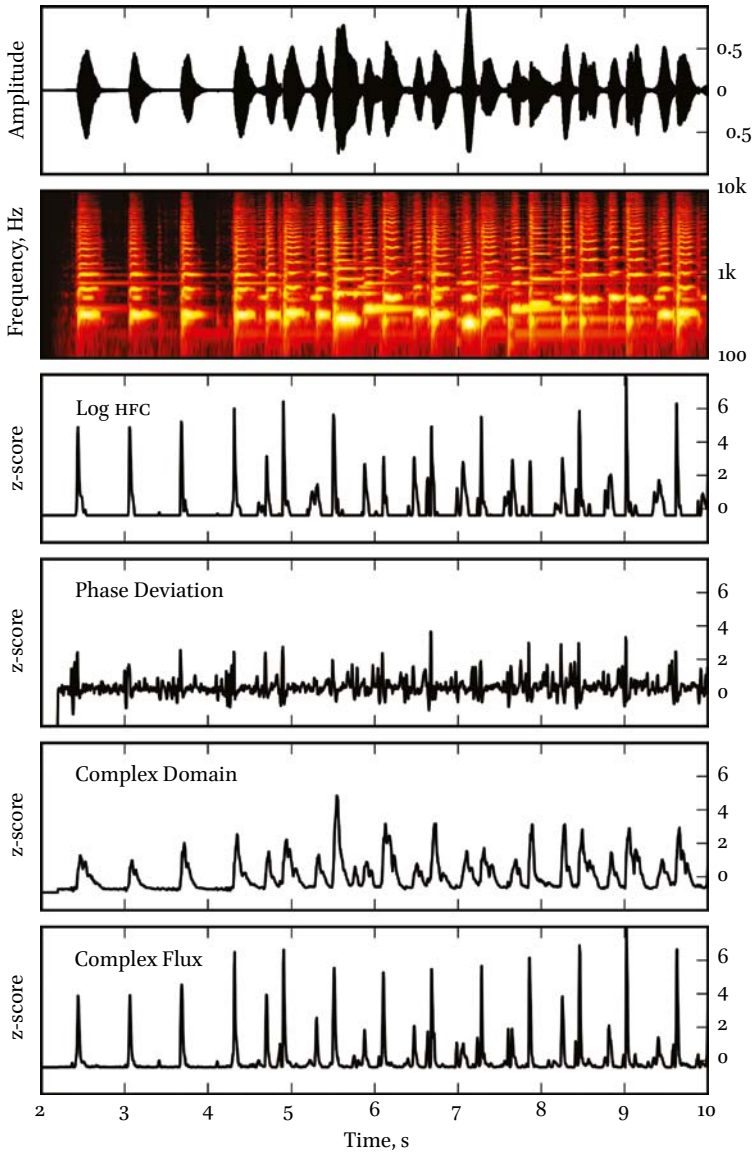 Amplitude
0.5
0
0.5
Frequency, Hz
10k
1k
100
Log HFC
z-score
6
4
2
0
Phase Deviation
z-score
6
4
2
0
Complex Domain
z-score
6
4
2
0
Complex Flux
z-score
6
4
2
0
2 3 4 5 6 7 8 9 10
Time, s